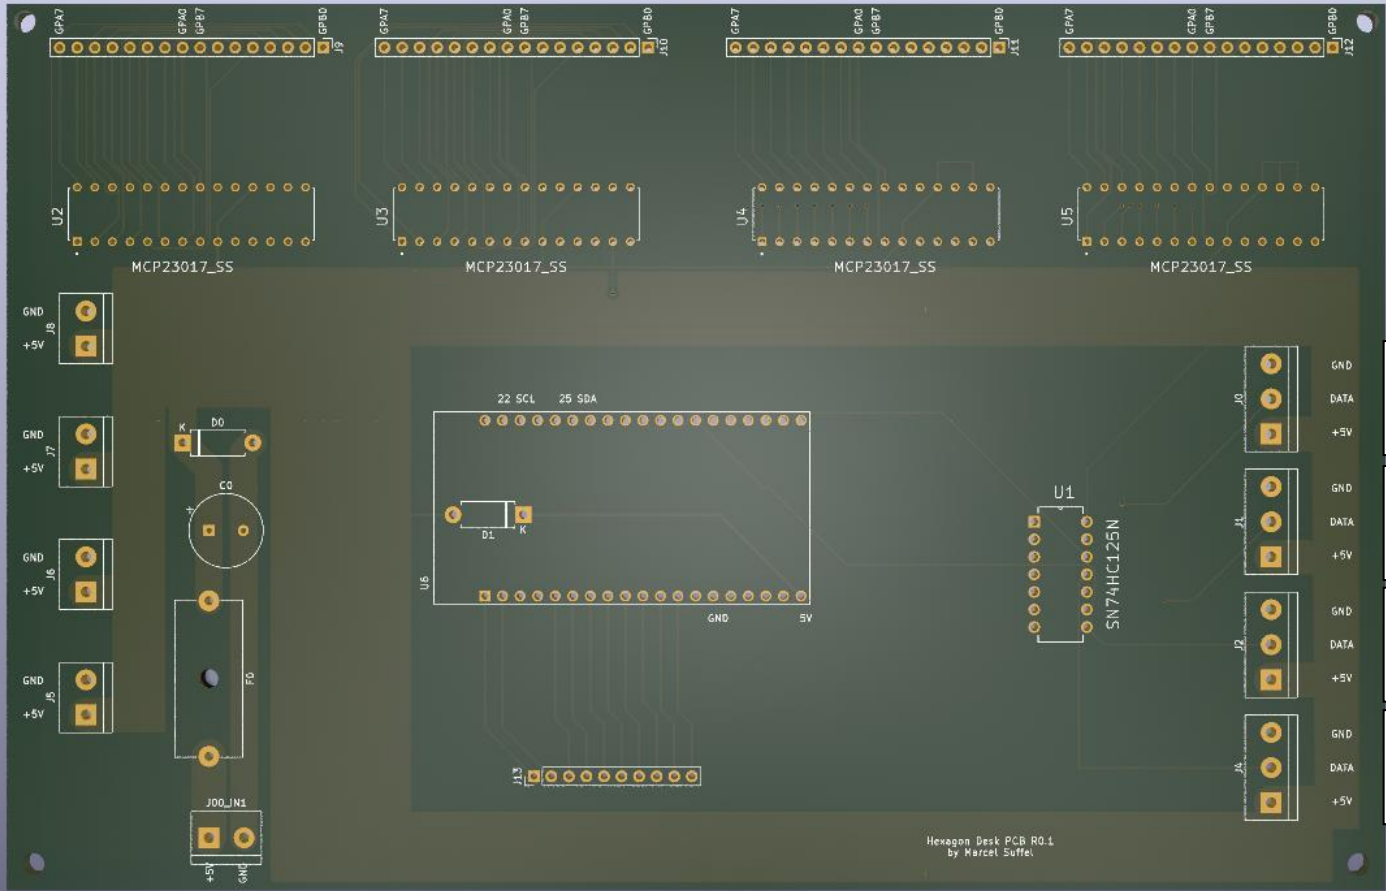 GPA7 GPA0 GPB7 GPB0 J9
GPA7 GPA0 GPB7 GPB0 J10
GPA7 GPA0 GPB7 GPB0 J11
GPA7 GPA0 GPB7 GPB0 J12
U2
U3
U4
U5
MCP23017_SS
MCP23017_SS
MCP23017_SS
MCP23017_SS
GND
J8
+5V
GND
J7
+5V
GND
J6
+5V
GND
J5
+5V
K
D0
C0
+
F0
J00_IN1
+5V
GND
22 SCL
25 SDA
D1
K
U6
GND
5V
J13
U1
SN74HC125N
J0
GND
DATA
+5V
J1
GND
DATA
+5V
J2
GND
DATA
+5V
J4
GND
DATA
+5V
Hexagon Desk PCB R0.1
by Marcel Suffel